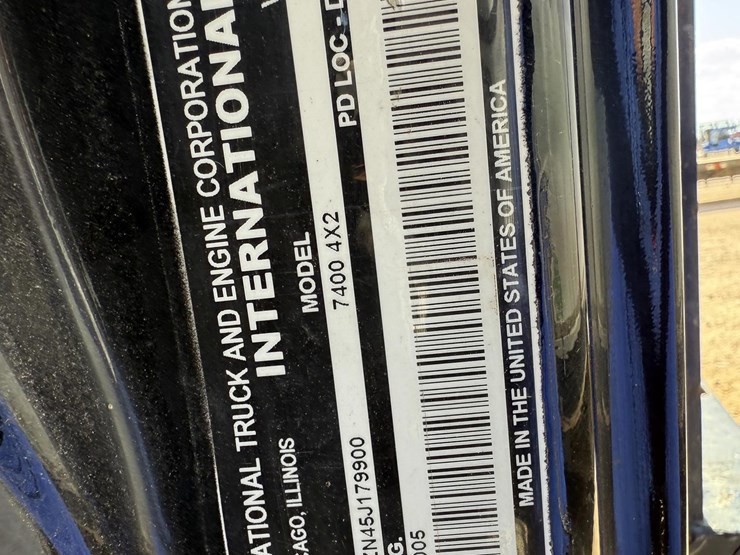 ATIONAL TRUCK AND ENGINE CORPORATION
INTERNATIONAL
CAGO, ILLINOIS
MODEL
7400 4X2
N45J179900
PD LOC - D
G.
005
MADE IN THE UNITED STATES OF AMERICA